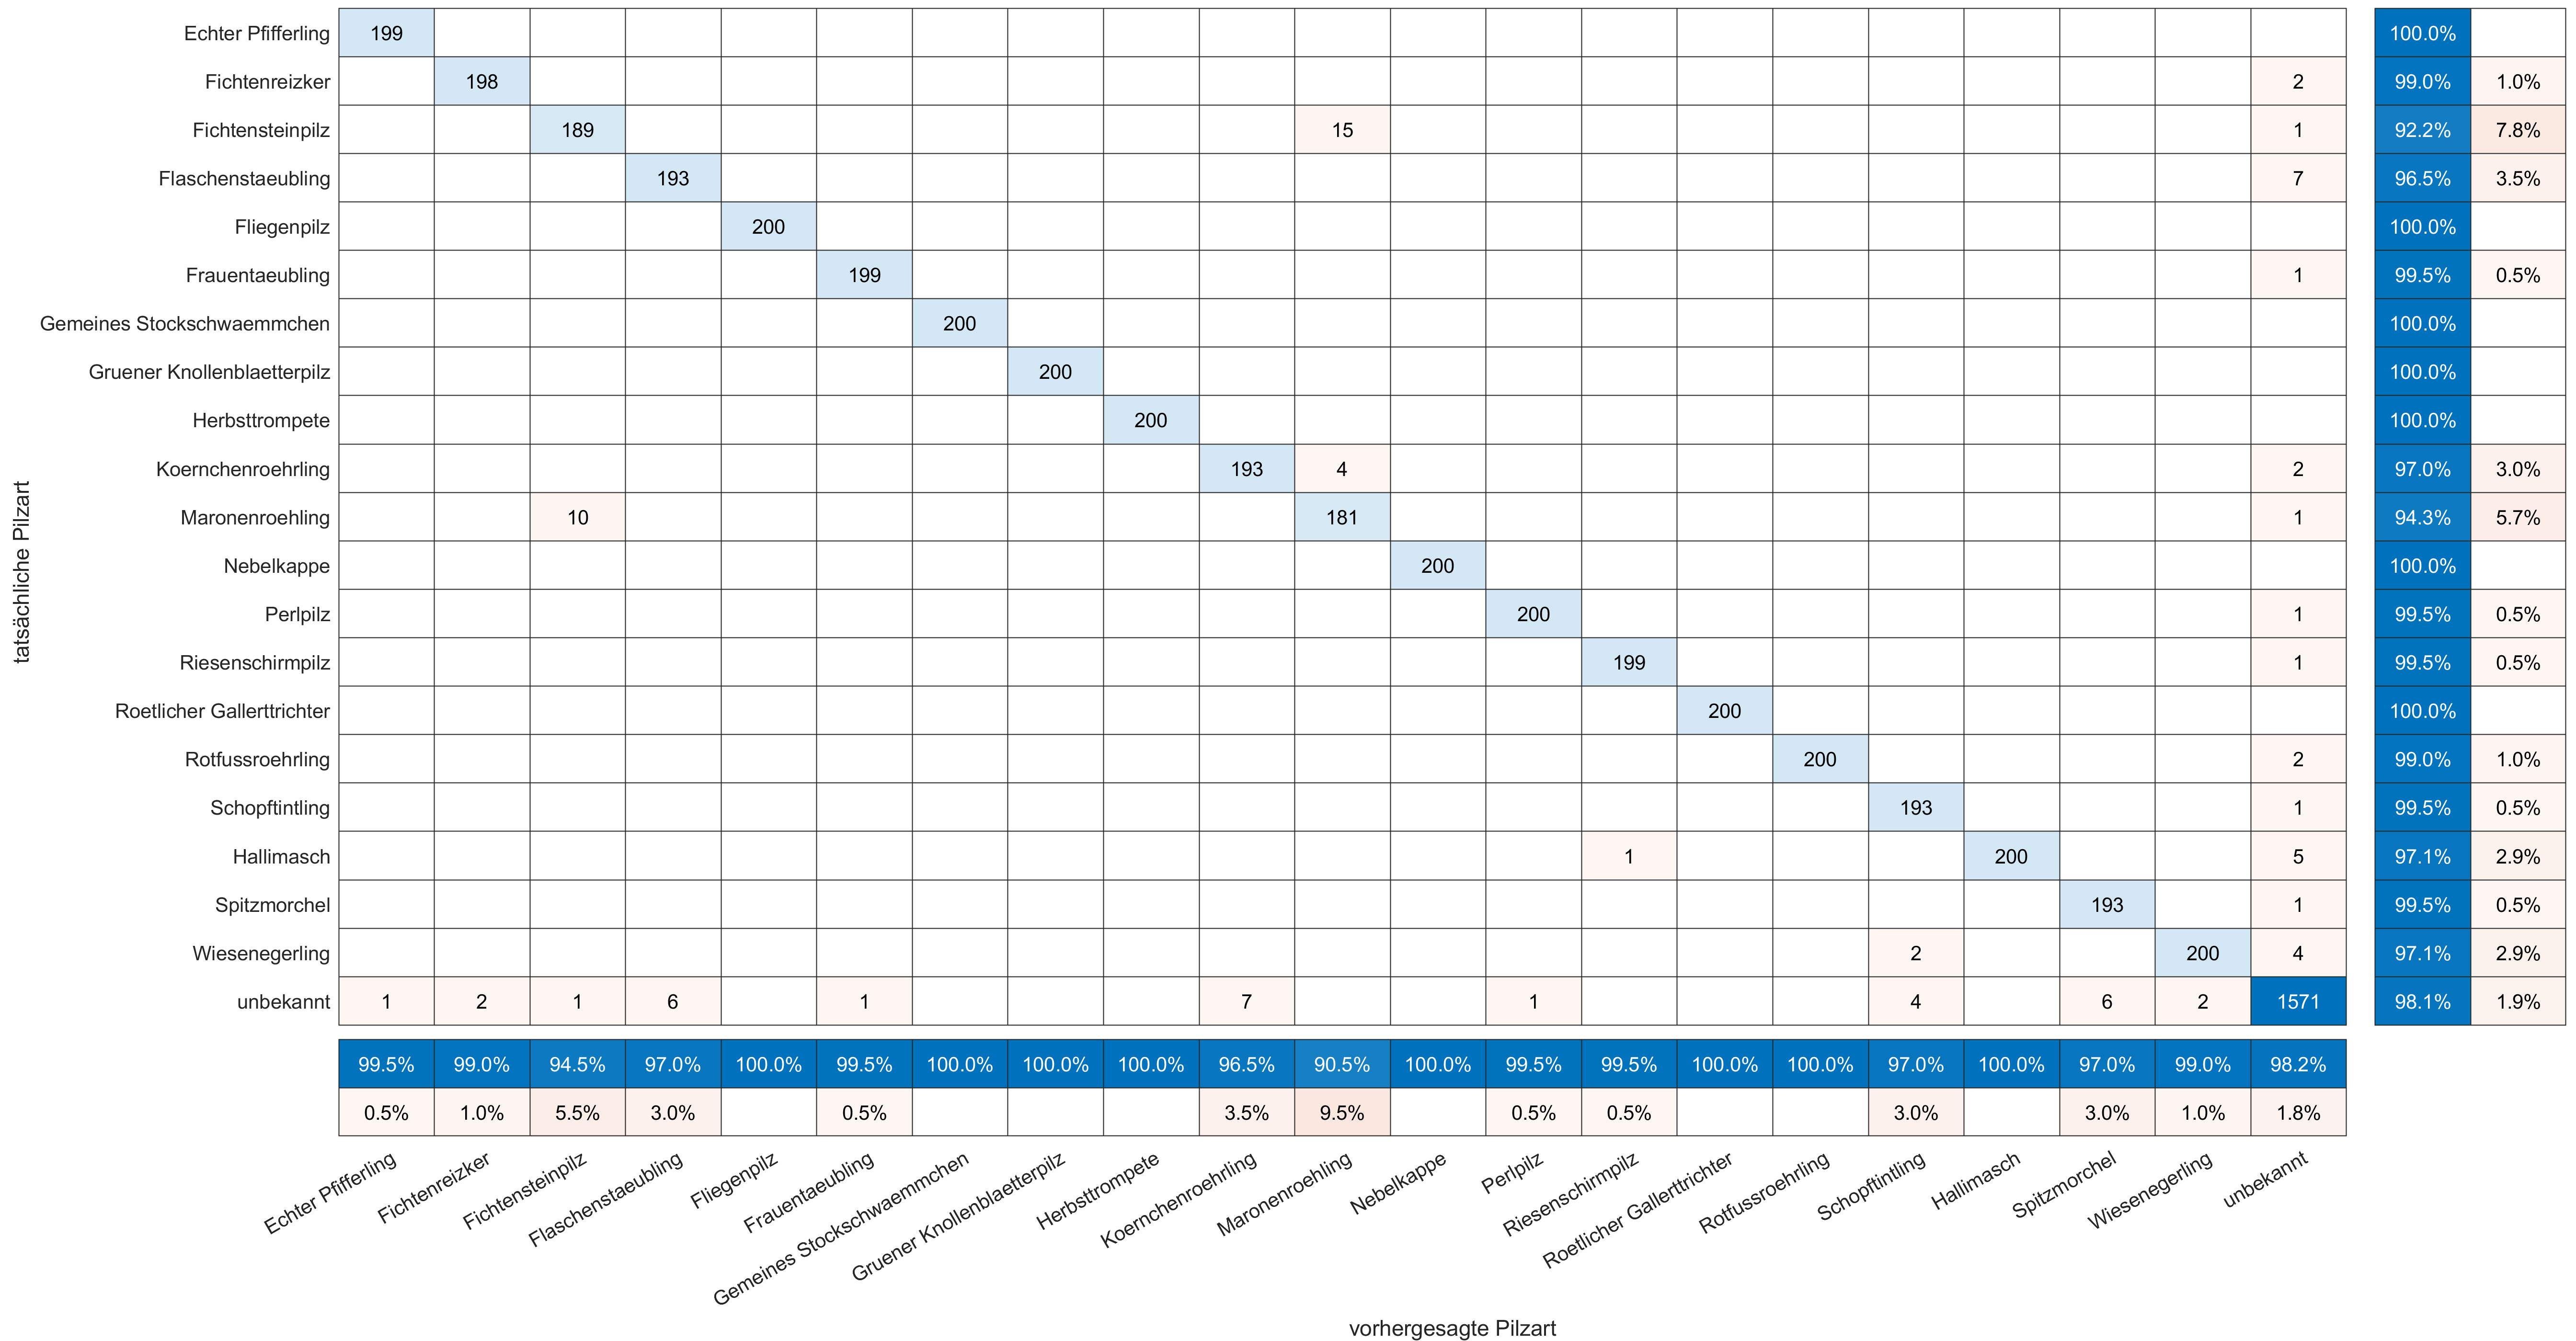 Echter Pfifferling 199 100.0%
Fichtenreizker 198 2 99.0% 1.0%
Fichtensteinpilz 189 15 1 92.2% 7.8%
Flaschenstaeubling 193 7 96.5% 3.5%
Fliegenpilz 200 100.0%
Frauentaeubling 199 1 99.5% 0.5%
Gemeines Stockschwaemmchen 200 100.0%
Gruener Knollenblaetterpilz 200 100.0%
Herbsttrompete 200 100.0%
Koernchenroehrling 193 4 2 97.0% 3.0%
Maronenroehling 10 181 1 94.3% 5.7%
Nebelkappe 200 100.0%
Perlpilz 200 1 99.5% 0.5%
Riesenschirmpilz 199 1 99.5% 0.5%
Roetlicher Gallerttrichter 200 100.0%
Rotfussroehrling 200 2 99.0% 1.0%
Schopftintling 193 1 99.5% 0.5%
Hallimasch 1 200 5 97.1% 2.9%
Spitzmorchel 193 1 99.5% 0.5%
Wiesenegerling 2 200 4 97.1% 2.9%
unbekannt 1 2 1 6 1 7 1 4 6 2 1571 98.1% 1.9%
tatsächliche Pilzart
99.5% 99.0% 94.5% 97.0% 100.0% 99.5% 100.0% 100.0% 100.0% 96.5% 90.5% 100.0% 99.5% 99.5% 100.0% 100.0% 97.0% 100.0% 97.0% 99.0% 98.2%
0.5% 1.0% 5.5% 3.0% 0.5% 3.5% 9.5% 0.5% 0.5% 3.0% 3.0% 1.0% 1.8%
Echter Pfifferling
Fichtenreizker
Fichtensteinpilz
Flaschenstaeubling
Fliegenpilz
Frauentaeubling
Gemeines Stockschwaemmchen
Gruener Knollenblaetterpilz
Herbsttrompete
Koernchenroehrling
Maronenroehling
Nebelkappe
Perlpilz
Riesenschirmpilz
Roetlicher Gallerttrichter
Rotfussroehrling
Schopftintling
Hallimasch
Spitzmorchel
Wiesenegerling
unbekannt
vorhergesagte Pilzart